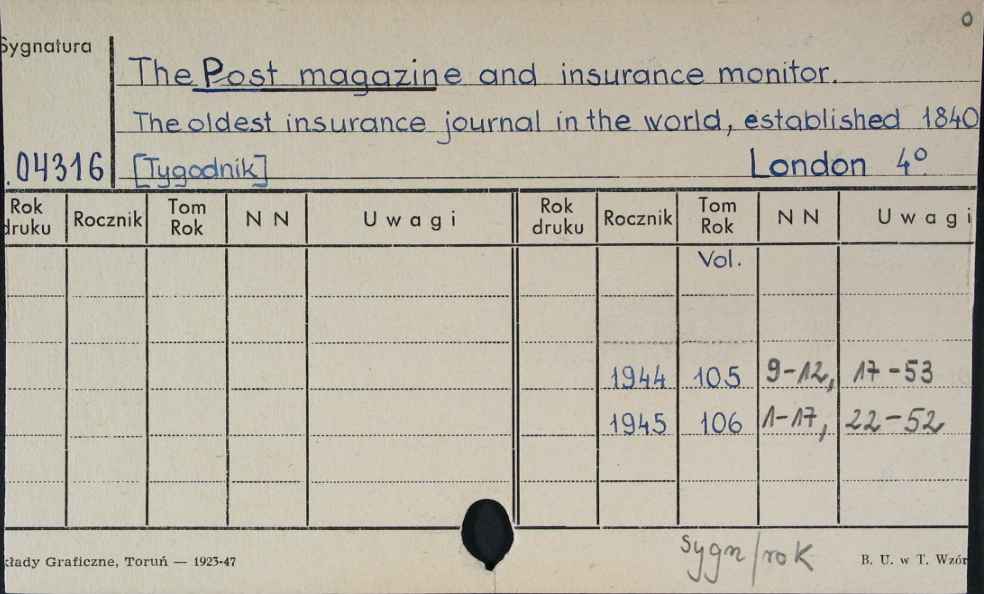 0
Sygnatura
The Post magazine and insurance monitor.
The oldest insurance journal in the world, established 1840
.04316 [Tygodnik] London 4º
Rok druku Rocznik Tom Rok N N Uwagi Rok druku Rocznik Tom Rok N N Uwagi
Vol.
1944 105 9-12, 17-53
1945 106 1-17, 22-52
kłady Graficzne, Toruń — 1923-47
sygn/rok
B. U. w T. Wzór